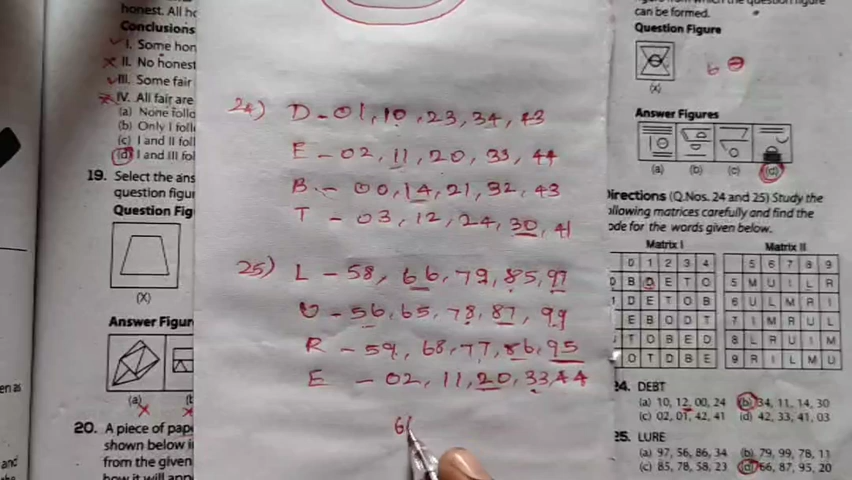 honest. All ho
Conclusions
I. Some hon
II. No honest
III. Some fair
IV. All fair are
(a) None follo
(b) Only I foll
(c) I and II fol
(d) I and III fol
19. Select the ans
question figur
Question Fig
(X)
Answer Figur
(a)
20. A piece of pap
shown below i
from the given
how it will appe
24) D - 01, 10, 23, 34, 43
E - 02, 11, 20, 33, 44
B - 00, 14, 21, 32, 43
T - 03, 12, 24, 30, 41
25) L - 58, 66, 79, 85, 97
U - 56, 65, 78, 87, 99
R - 59, 68, 77, 86, 95
E - 02, 11, 20, 33, 44
6
can be formed.
Question Figure
(x)
6
Answer Figures
(a) (b) (c) (d)
Directions (Q.Nos. 24 and 25) Study the
following matrices carefully and find the
ode for the words given below.
Matrix I Matrix II
0 1 2 3 4 5 6 7 8 9
0 B D E T O 5 M U I L R
1 D E T O B 6 U L M R I
E B O D T 7 I M R U L
T O B E D 8 L R I M U
O T D B E 9 R I L M U
24. DEBT
(a) 10, 12, 00, 24 (b) 34, 11, 14, 30
(c) 02, 01, 42, 41 (d) 42, 33, 41, 03
25. LURE
(a) 97, 56, 86, 34 (b) 79, 99, 78, 11
(c) 85, 78, 58, 23 (d) 66, 87, 95, 20